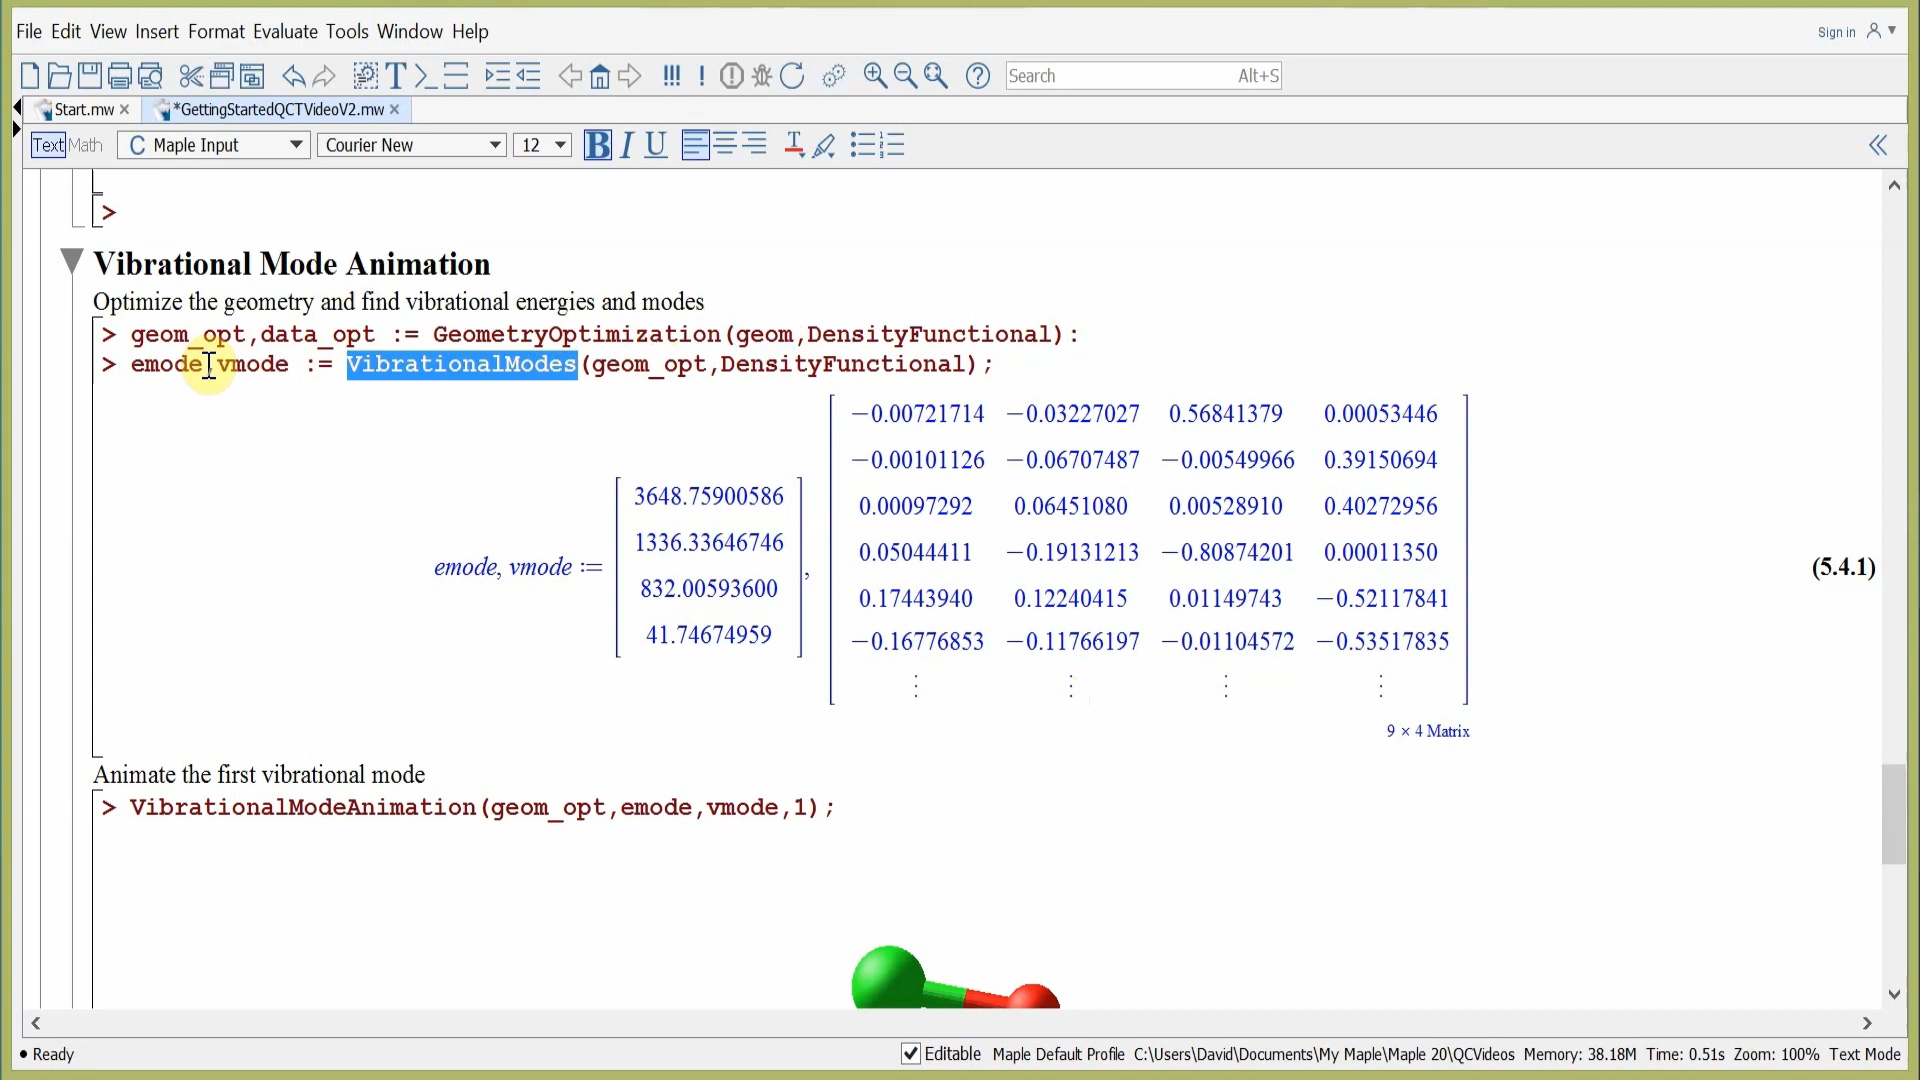 File Edit View Insert Format Evaluate Tools Window Help Sign in
Search Alt+S
Start.mw *GettingStartedQCTVideoV2.mw
Text Math C Maple Input Courier New 12 B I U
>
Vibrational Mode Animation
Optimize the geometry and find vibrational energies and modes
> geom_opt,data_opt := GeometryOptimization(geom,DensityFunctional):
> emode,vmode := VibrationalModes(geom_opt,DensityFunctional);
emode, vmode := [3648.75900586
1336.33646746
832.00593600
41.74674959],
−0.00721714 −0.03227027 0.56841379 0.00053446
−0.00101126 −0.06707487 −0.00549966 0.39150694
0.00097292 0.06451080 0.00528910 0.40272956
0.05044411 −0.19131213 −0.80874201 0.00011350
0.17443940 0.12240415 0.01149743 −0.52117841
−0.16776853 −0.11766197 −0.01104572 −0.53517835
⋮ ⋮ ⋮ ⋮
9 × 4 Matrix
(5.4.1)
Animate the first vibrational mode
> VibrationalModeAnimation(geom_opt,emode,vmode,1);
Ready Editable Maple Default Profile C:\Users\David\Documents\My Maple\Maple 20\QCVideos Memory: 38.18M Time: 0.51s Zoom: 100% Text Mode